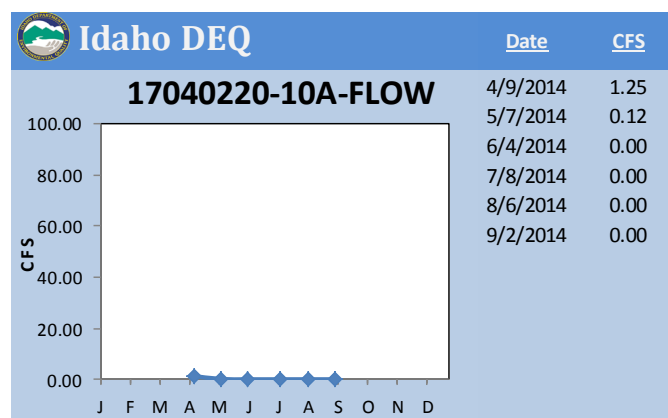 Idaho DEQ
Date CFS
17040220-10A-FLOW
4/9/2014 1.25
5/7/2014 0.12
6/4/2014 0.00
7/8/2014 0.00
8/6/2014 0.00
9/2/2014 0.00
100.00
80.00
60.00
40.00
20.00
0.00
CFS
J F M A M J J A S O N D